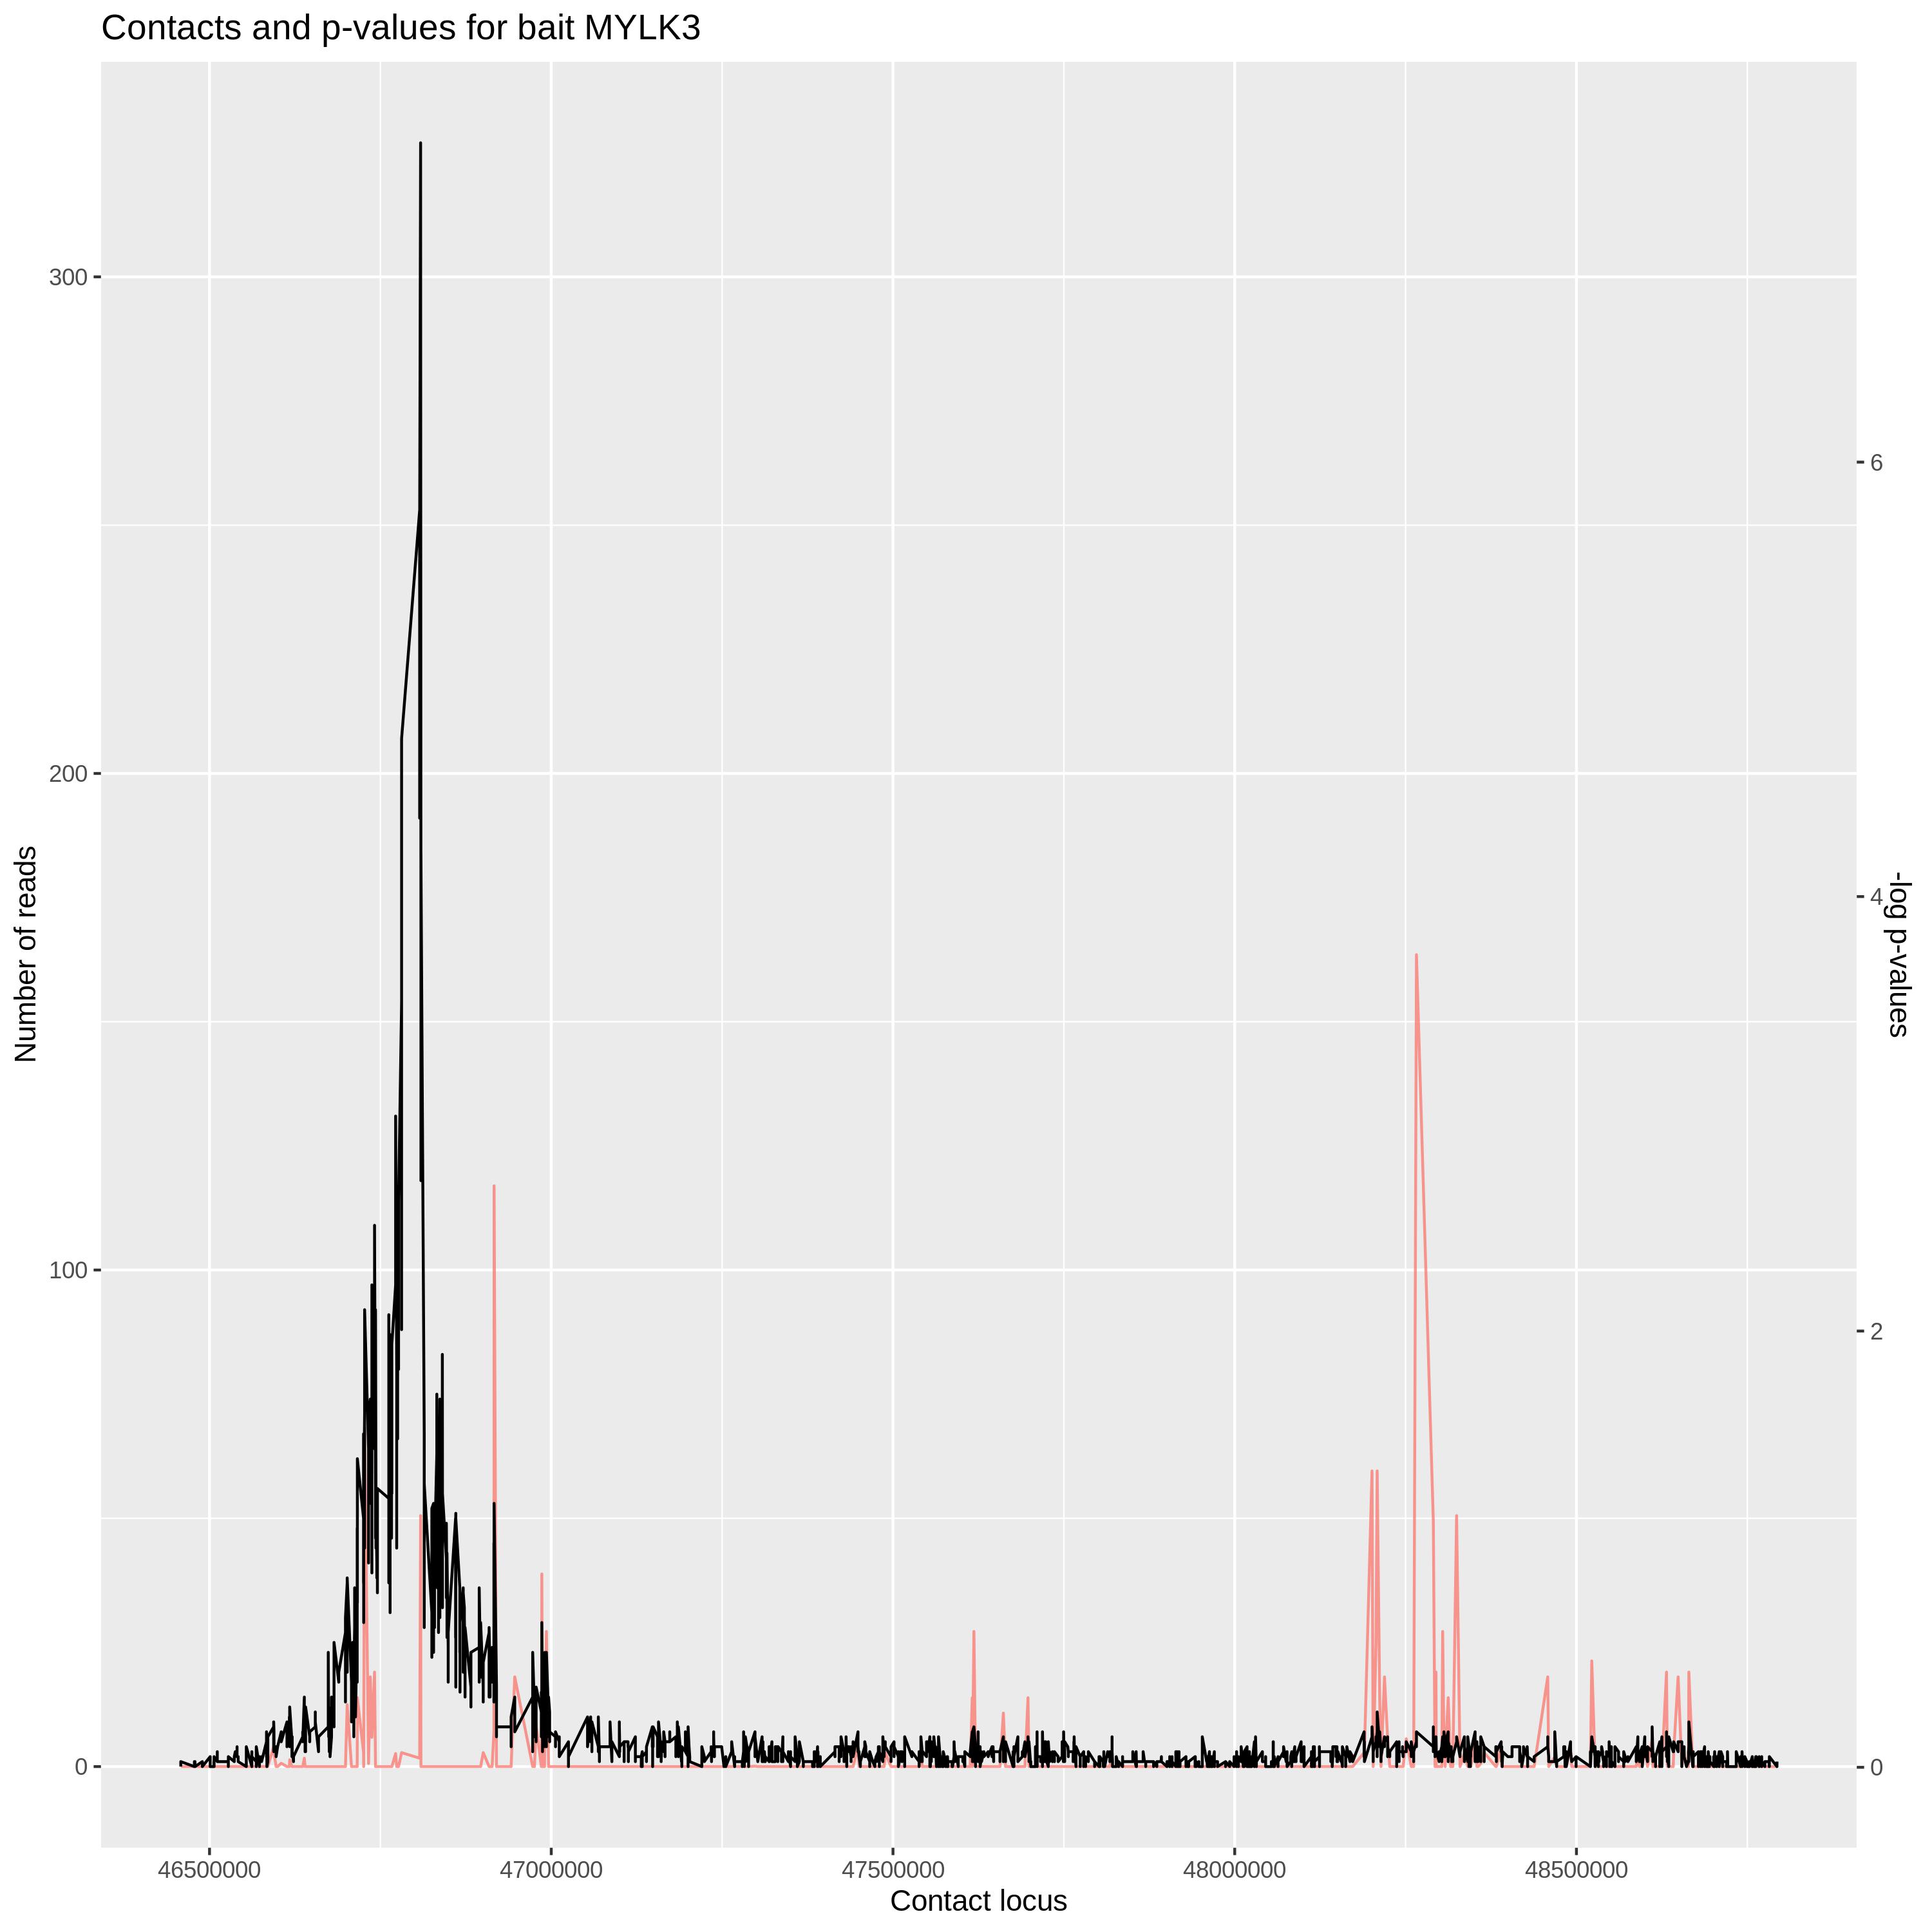 Contacts and p-values for bait MYLK3
300
200
100
0
Number of reads
6
4
2
0
-log p-values
46500000 47000000 47500000 48000000 48500000
Contact locus